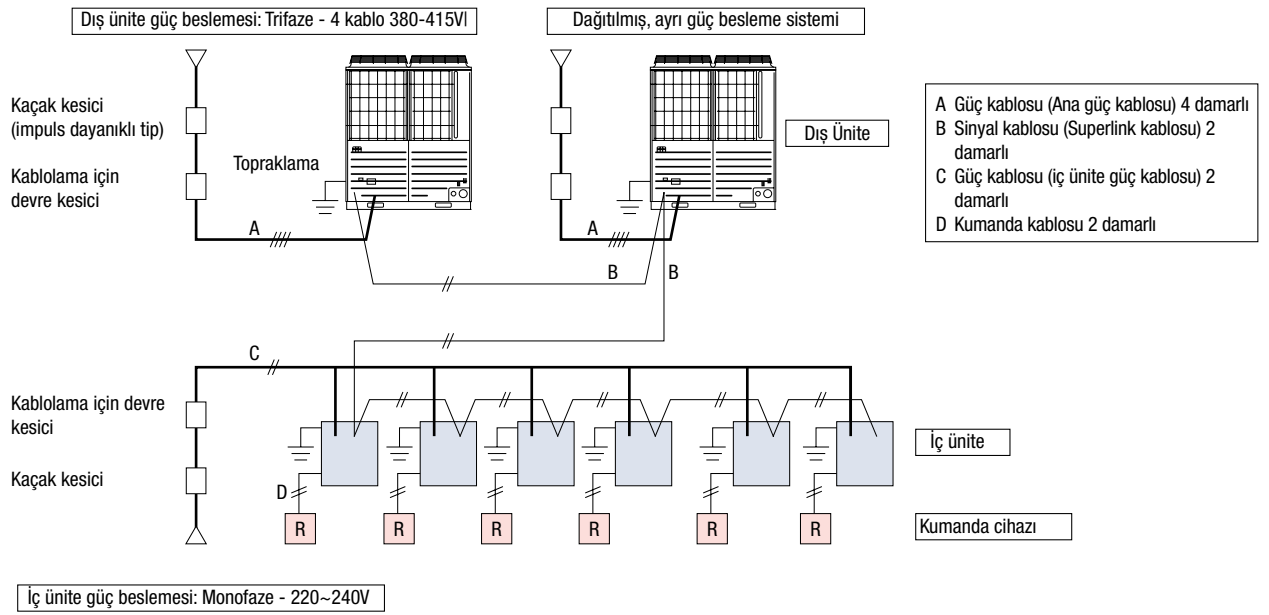 Dış ünite güç beslemesi: Trifaze - 4 kablo 380-415V
Dağıtılmış, ayrı güç besleme sistemi
Kaçak kesici
(impuls dayanıklı tip)
Kablolama için
devre kesici
Topraklama
Dış Ünite
A Güç kablosu (Ana güç kablosu) 4 damarlı
B Sinyal kablosu (Superlink kablosu) 2
damarlı
C Güç kablosu (iç ünite güç kablosu) 2
damarlı
D Kumanda kablosu 2 damarlı
A
A
B
B
C
Kablolama için devre
kesici
Kaçak kesici
İç ünite
D
R
R
R
R
R
R
Kumanda cihazı
İç ünite güç beslemesi: Monofaze - 220~240V